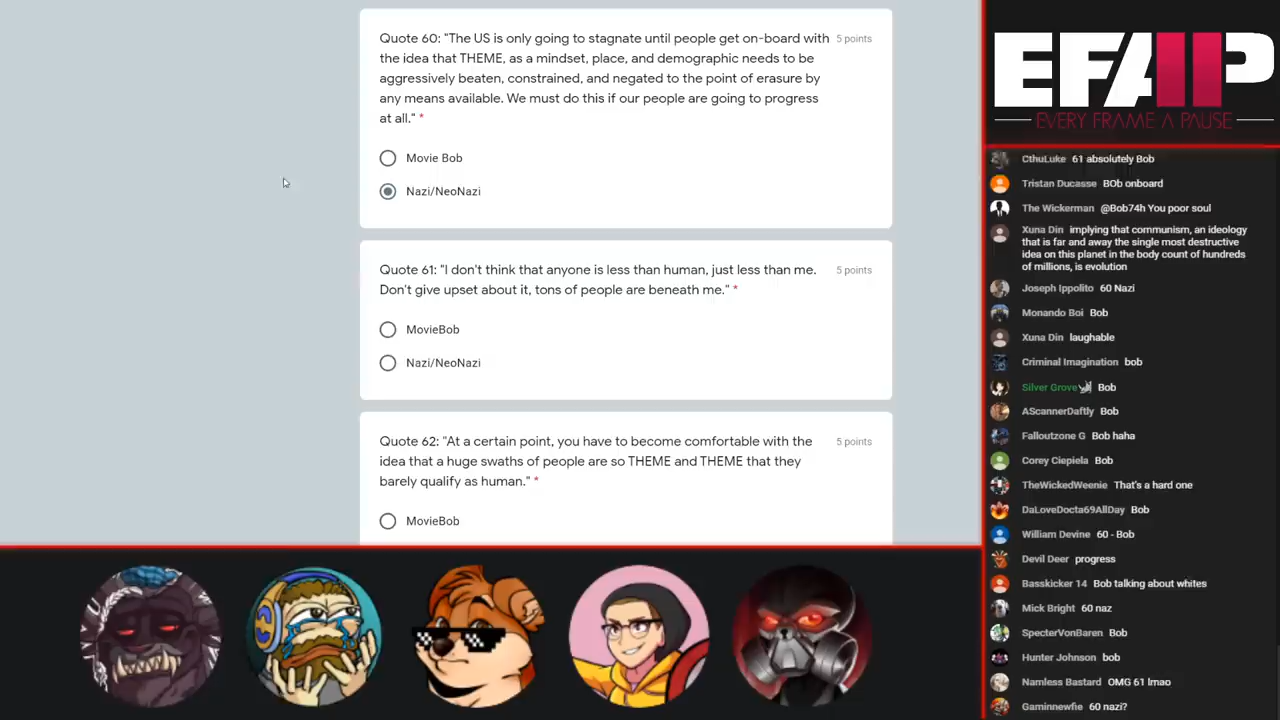 Quote 60: "The US is only going to stagnate until people get on-board with 5 points
the idea that THEME, as a mindset, place, and demographic needs to be
aggressively beaten, constrained, and negated to the point of erasure by
any means available. We must do this if our people are going to progress
at all." *
Movie Bob
Nazi/NeoNazi
Quote 61: "I don't think that anyone is less than human, just less than me. 5 points
Don't give upset about it, tons of people are beneath me." *
MovieBob
Nazi/NeoNazi
Quote 62: "At a certain point, you have to become comfortable with the 5 points
idea that a huge swaths of people are so THEME and THEME that they
barely qualify as human." *
MovieBob
EFAP
EVERY FRAME A PAUSE
CthuLuke 61 absolutely Bob
Tristan Ducasse BOb onboard
The Wickerman @Bob74h You poor soul
Xuna Din implying that communism, an ideology
that is far and away the single most destructive
idea on this planet in the body count of hundreds
of millions, is evolution
Joseph Ippolito 60 Nazi
Monando Boi Bob
Xuna Din laughable
Criminal Imagination bob
Silver Grove Bob
AScannerDaftly Bob
Falloutzone G Bob haha
Corey Ciepiela Bob
TheWickedWeenie That's a hard one
DaLoveDocta69AllDay Bob
William Devine 60 - Bob
Devil Deer progress
Basskicker 14 Bob talking about whites
Mick Bright 60 naz
SpecterVonBaren Bob
Hunter Johnson bob
Namless Bastard OMG 61 lmao
Gaminnewfie 60 nazi?